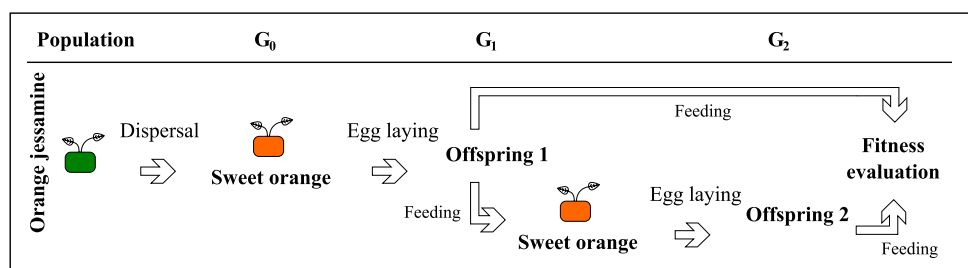 Population G₀ G₁ G₂
Orange jessamine
Dispersal
Sweet orange
Egg laying
Offspring 1
Feeding
Feeding
Sweet orange
Egg laying
Offspring 2
Fitness
evaluation
Feeding